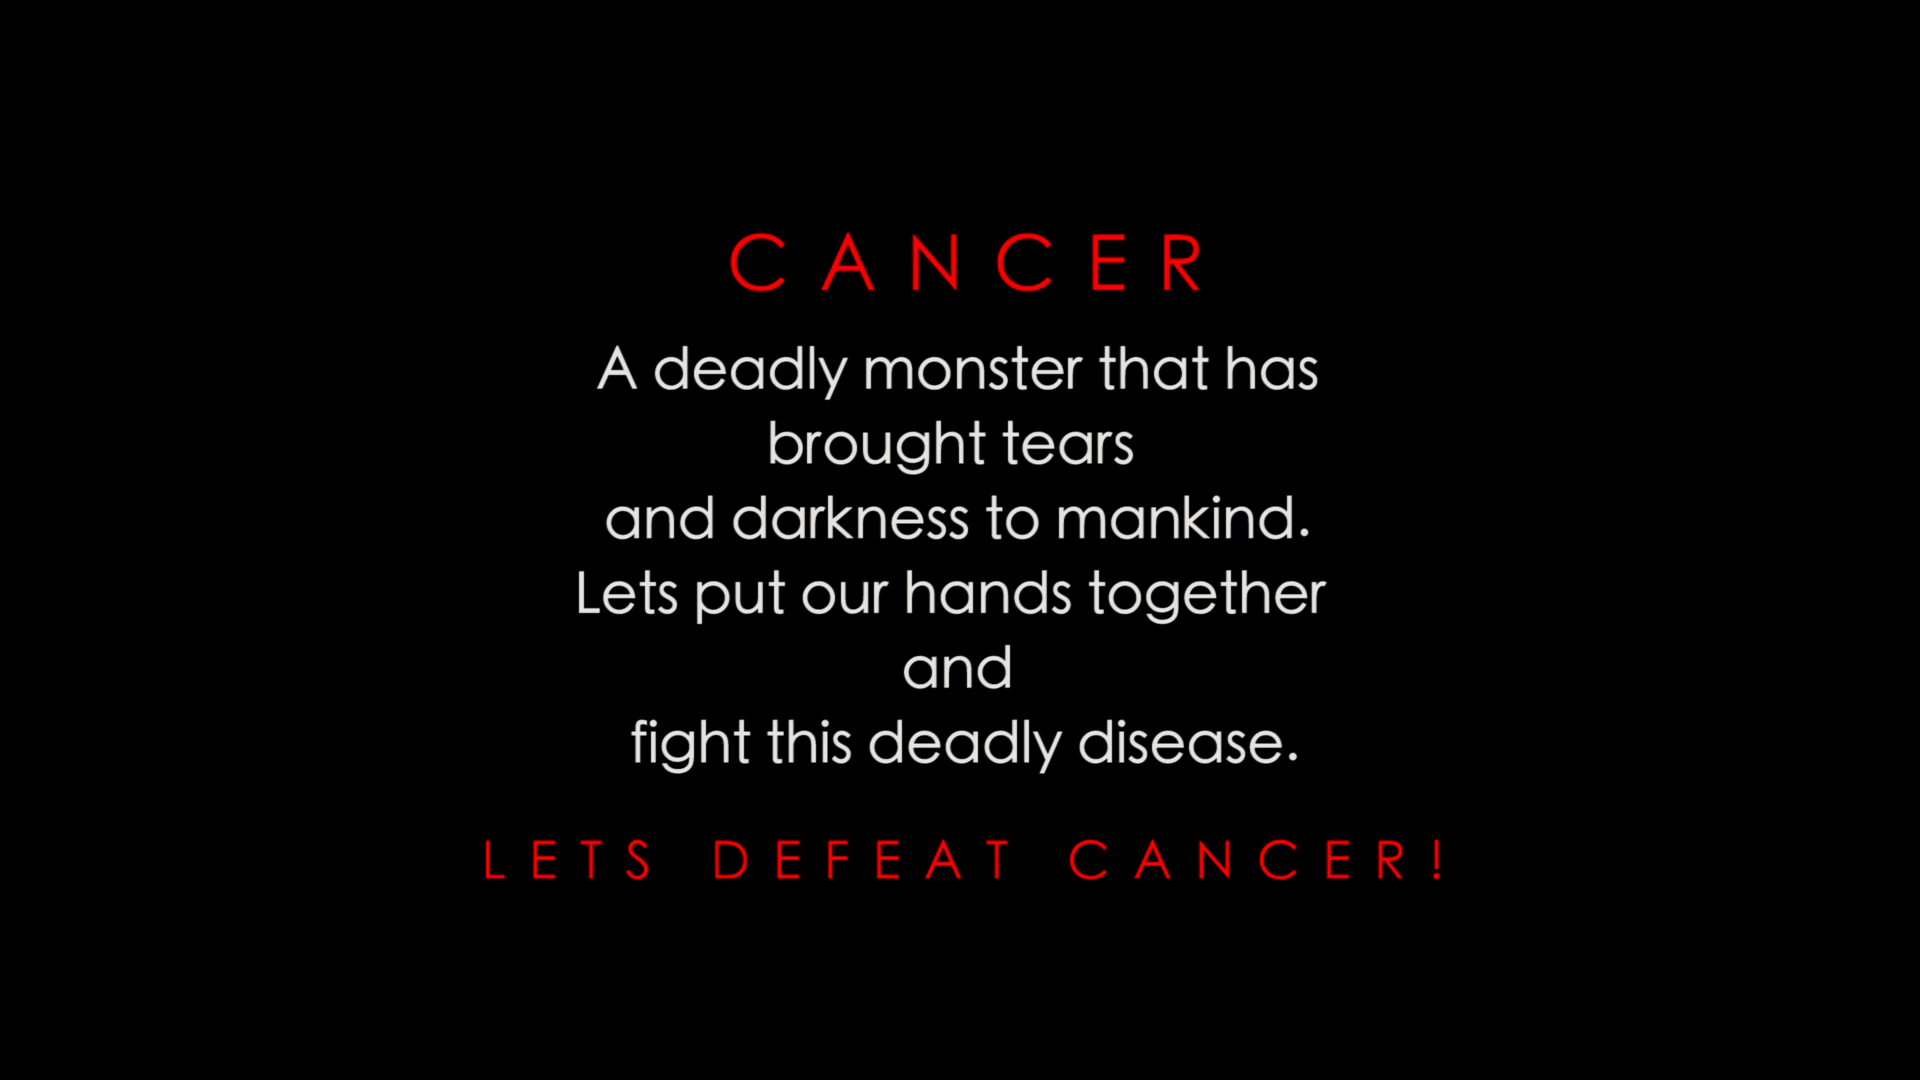 CANCER
A deadly monster that has
brought tears
and darkness to mankind.
Lets put our hands together
and
fight this deadly disease.
LETS DEFEAT CANCER!